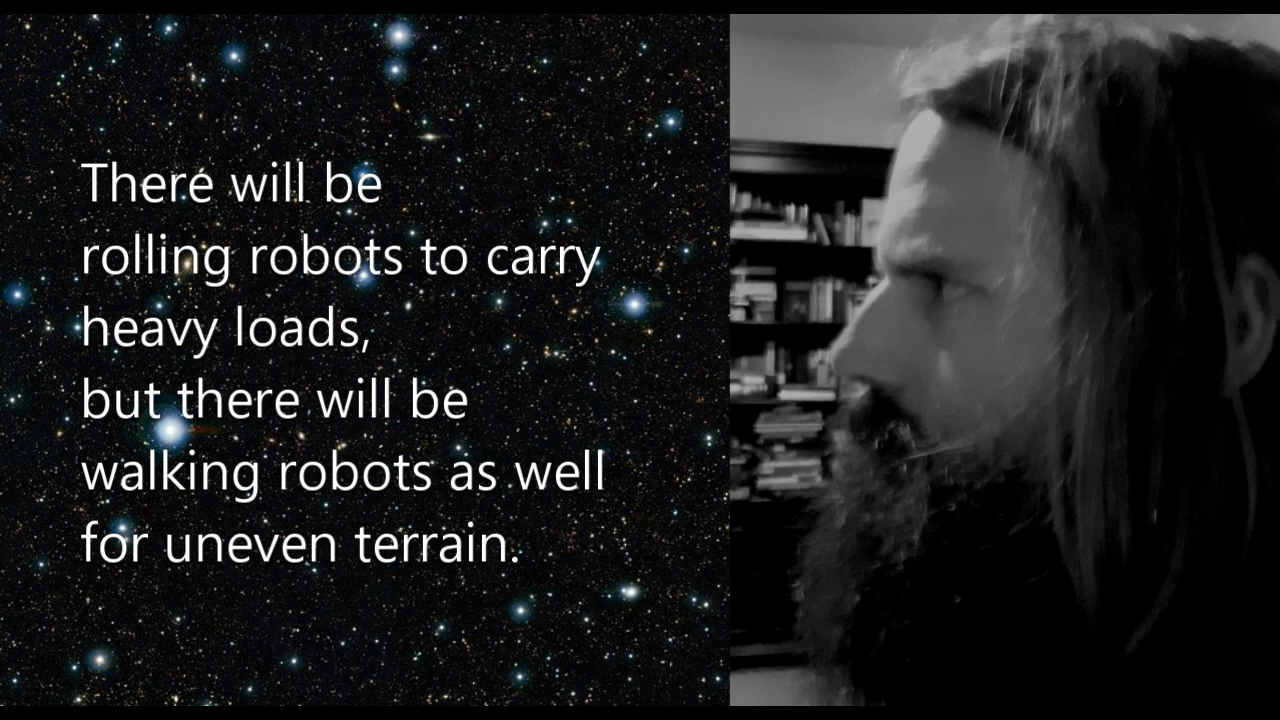 There will be
rolling robots to carry
heavy loads,
but there will be
walking robots as well
for uneven terrain.